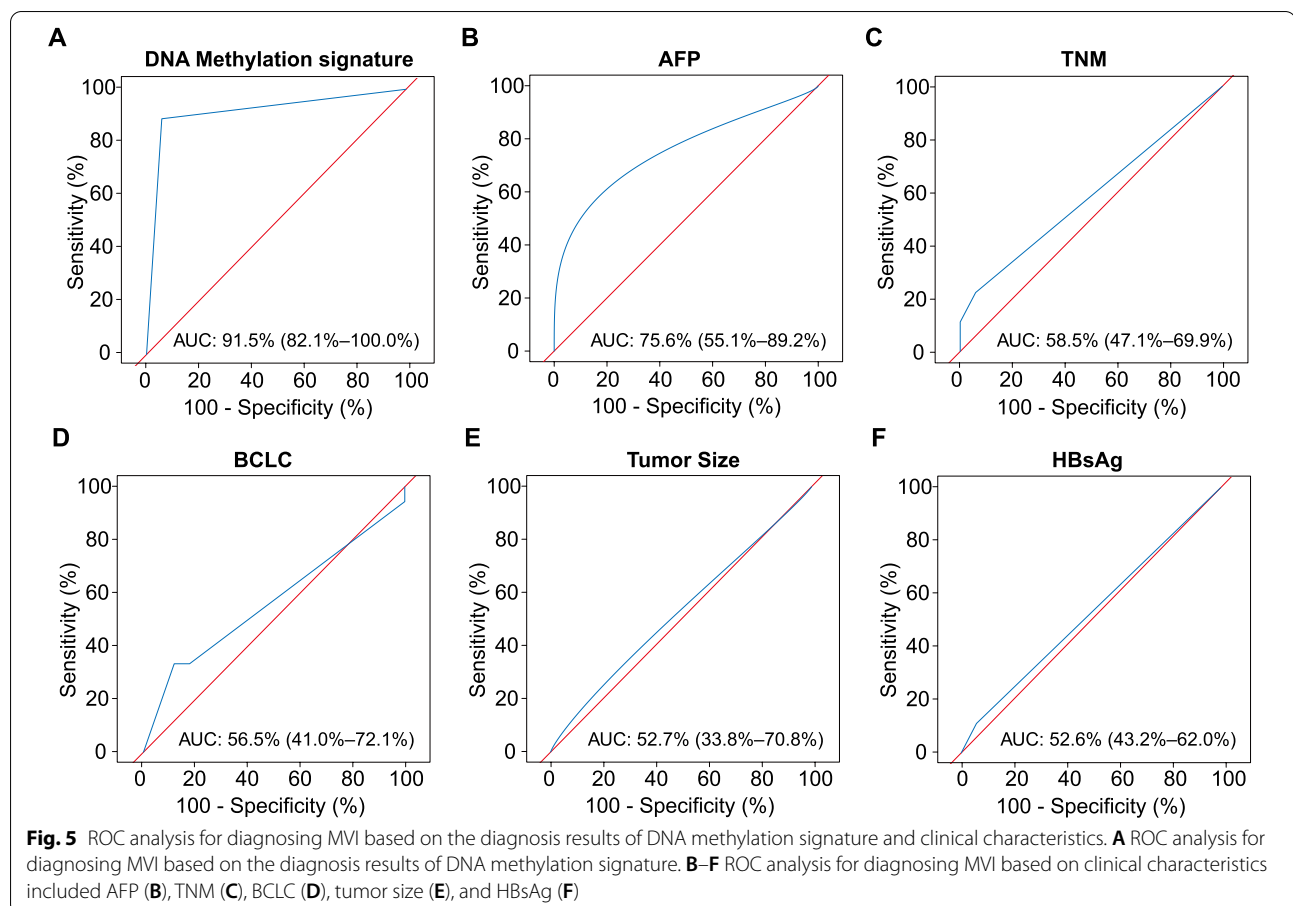 A
DNA Methylation signature
Sensitivity (%)
100
80
60
40
20
0
AUC: 91.5% (82.1%–100.0%)
0 20 40 60 80 100
100 - Specificity (%)
B
AFP
Sensitivity (%)
100
80
60
40
20
0
AUC: 75.6% (55.1%–89.2%)
0 20 40 60 80 100
100 - Specificity (%)
C
TNM
Sensitivity (%)
100
80
60
40
20
0
AUC: 58.5% (47.1%–69.9%)
0 20 40 60 80 100
100 - Specificity (%)
D
BCLC
Sensitivity (%)
100
80
60
40
20
0
AUC: 56.5% (41.0%–72.1%)
0 20 40 60 80 100
100 - Specificity (%)
E
Tumor Size
Sensitivity (%)
100
80
60
40
20
0
AUC: 52.7% (33.8%–70.8%)
0 20 40 60 80 100
100 - Specificity (%)
F
HBsAg
Sensitivity (%)
100
80
60
40
20
0
AUC: 52.6% (43.2%–62.0%)
0 20 40 60 80 100
100 - Specificity (%)
Fig. 5 ROC analysis for diagnosing MVI based on the diagnosis results of DNA methylation signature and clinical characteristics. A ROC analysis for
diagnosing MVI based on the diagnosis results of DNA methylation signature. B–F ROC analysis for diagnosing MVI based on clinical characteristics
included AFP (B), TNM (C), BCLC (D), tumor size (E), and HBsAg (F)